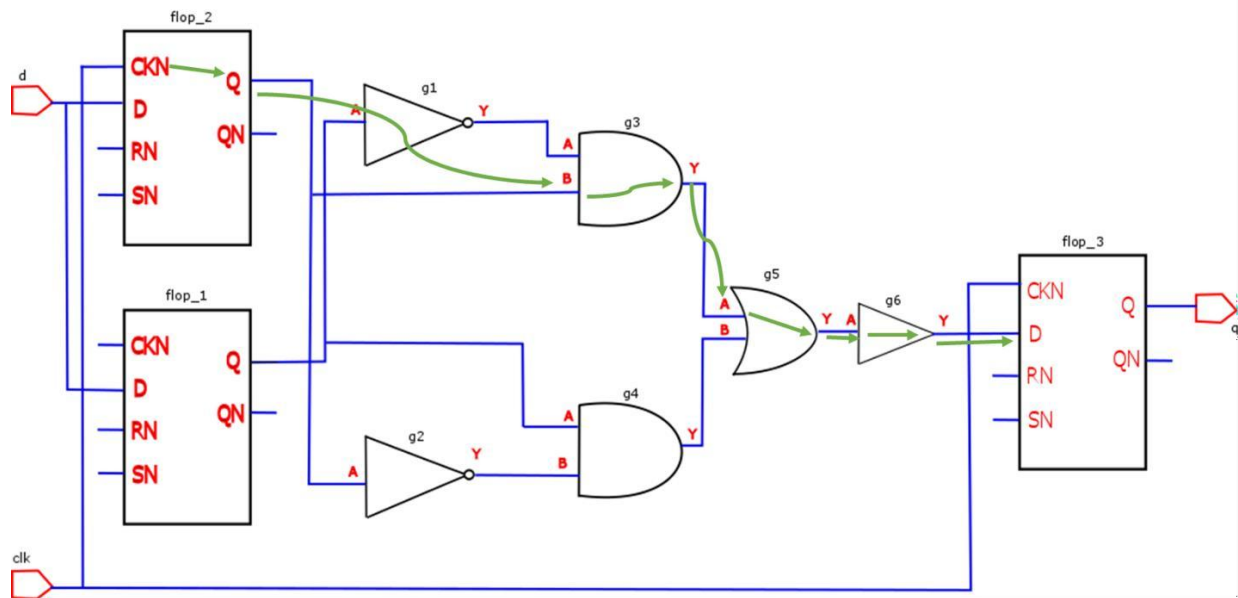 flop_2
d
CKN
Q
D
QN
RN
SN
g1
A
Y
g3
A
B
Y
flop_1
CKN
Q
D
QN
RN
SN
g2
A
Y
g4
A
B
Y
g5
A
B
Y
g6
A
Y
flop_3
CKN
Q
D
QN
RN
SN
q
clk